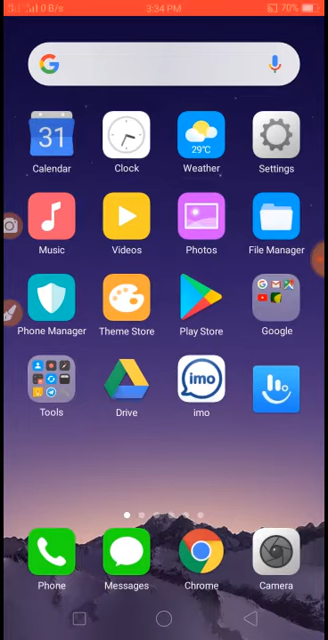 0 B/s 3:34 PM 70%
G
31 29°C
Calendar Clock Weather Settings
Music Videos Photos File Manager
Phone Manager Theme Store Play Store Google
imo
Tools Drive imo
Phone Messages Chrome Camera